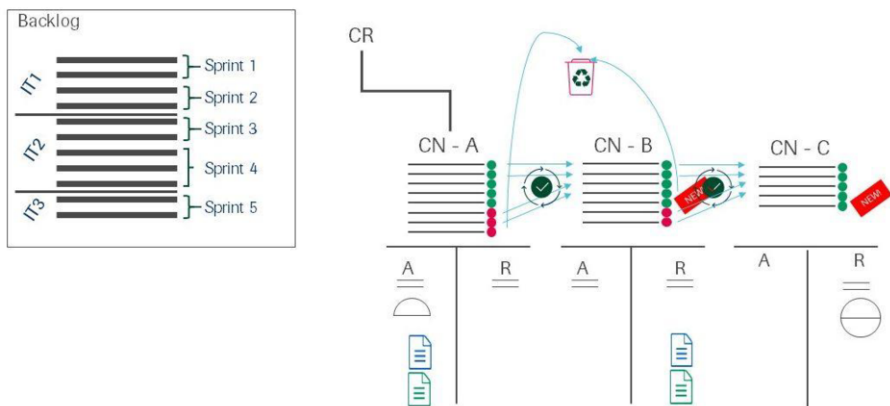 Backlog
IT1
IT2
IT3
Sprint 1
Sprint 2
Sprint 3
Sprint 4
Sprint 5
CR
CN - A
CN - B
CN - C
NEW!
NEW!
A
R
A
R
A
R